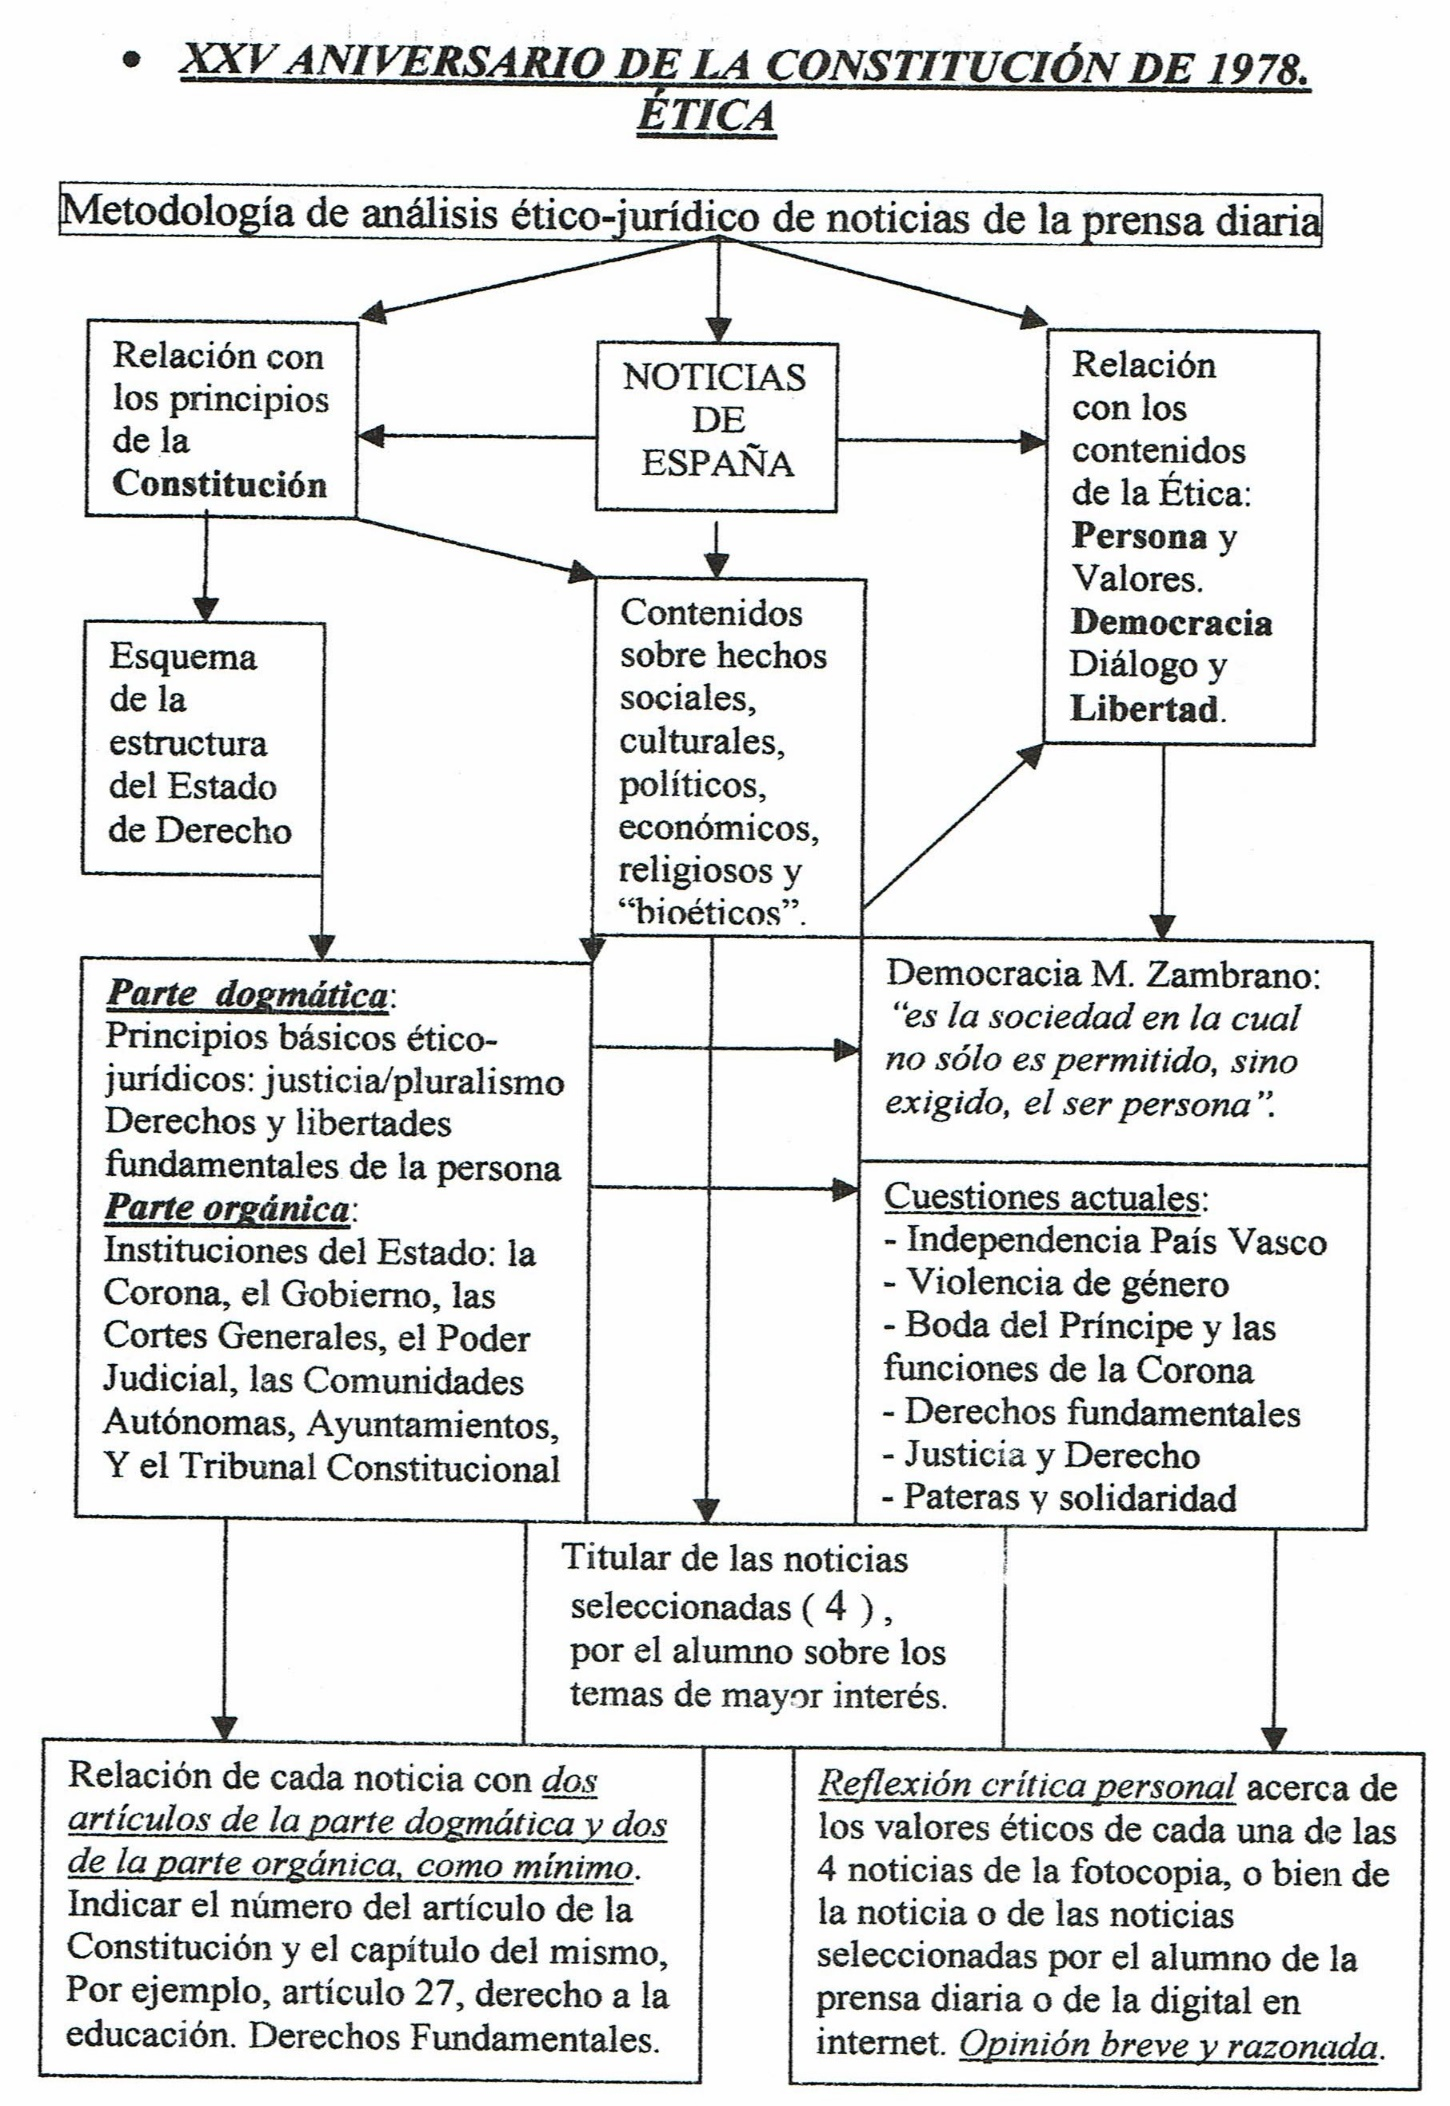 • XXV ANIVERSARIO DE LA CONSTITUCIÓN DE 1978.
ÉTICA
Metodología de análisis ético-jurídico de noticias de la prensa diaria
Relación con
los principios
de la
Constitución
NOTICIAS
DE
ESPAÑA
Relación
con los
contenidos
de la Ética:
Persona y
Valores.
Democracia
Diálogo y
Libertad.
Esquema
de la
estructura
del Estado
de Derecho
Contenidos
sobre hechos
sociales,
culturales,
políticos,
económicos,
religiosos y
“bioéticos”.
Parte dogmática:
Principios básicos ético-
jurídicos: justicia/pluralismo
Derechos y libertades
fundamentales de la persona
Parte orgánica:
Instituciones del Estado: la
Corona, el Gobierno, las
Cortes Generales, el Poder
Judicial, las Comunidades
Autónomas, Ayuntamientos,
Y el Tribunal Constitucional
Democracia M. Zambrano:
“es la sociedad en la cual
no sólo es permitido, sino
exigido, el ser persona”.
Cuestiones actuales:
- Independencia País Vasco
- Violencia de género
- Boda del Príncipe y las
funciones de la Corona
- Derechos fundamentales
- Justicia y Derecho
- Pateras y solidaridad
Titular de las noticias
seleccionadas ( 4 ) ,
por el alumno sobre los
temas de mayor interés.
Relación de cada noticia con dos
artículos de la parte dogmática y dos
de la parte orgánica, como mínimo.
Indicar el número del artículo de la
Constitución y el capítulo del mismo,
Por ejemplo, artículo 27, derecho a la
educación. Derechos Fundamentales.
Reflexión crítica personal acerca de
los valores éticos de cada una de las
4 noticias de la fotocopia, o bien de
la noticia o de las noticias
seleccionadas por el alumno de la
prensa diaria o de la digital en
internet. Opinión breve y razonada.